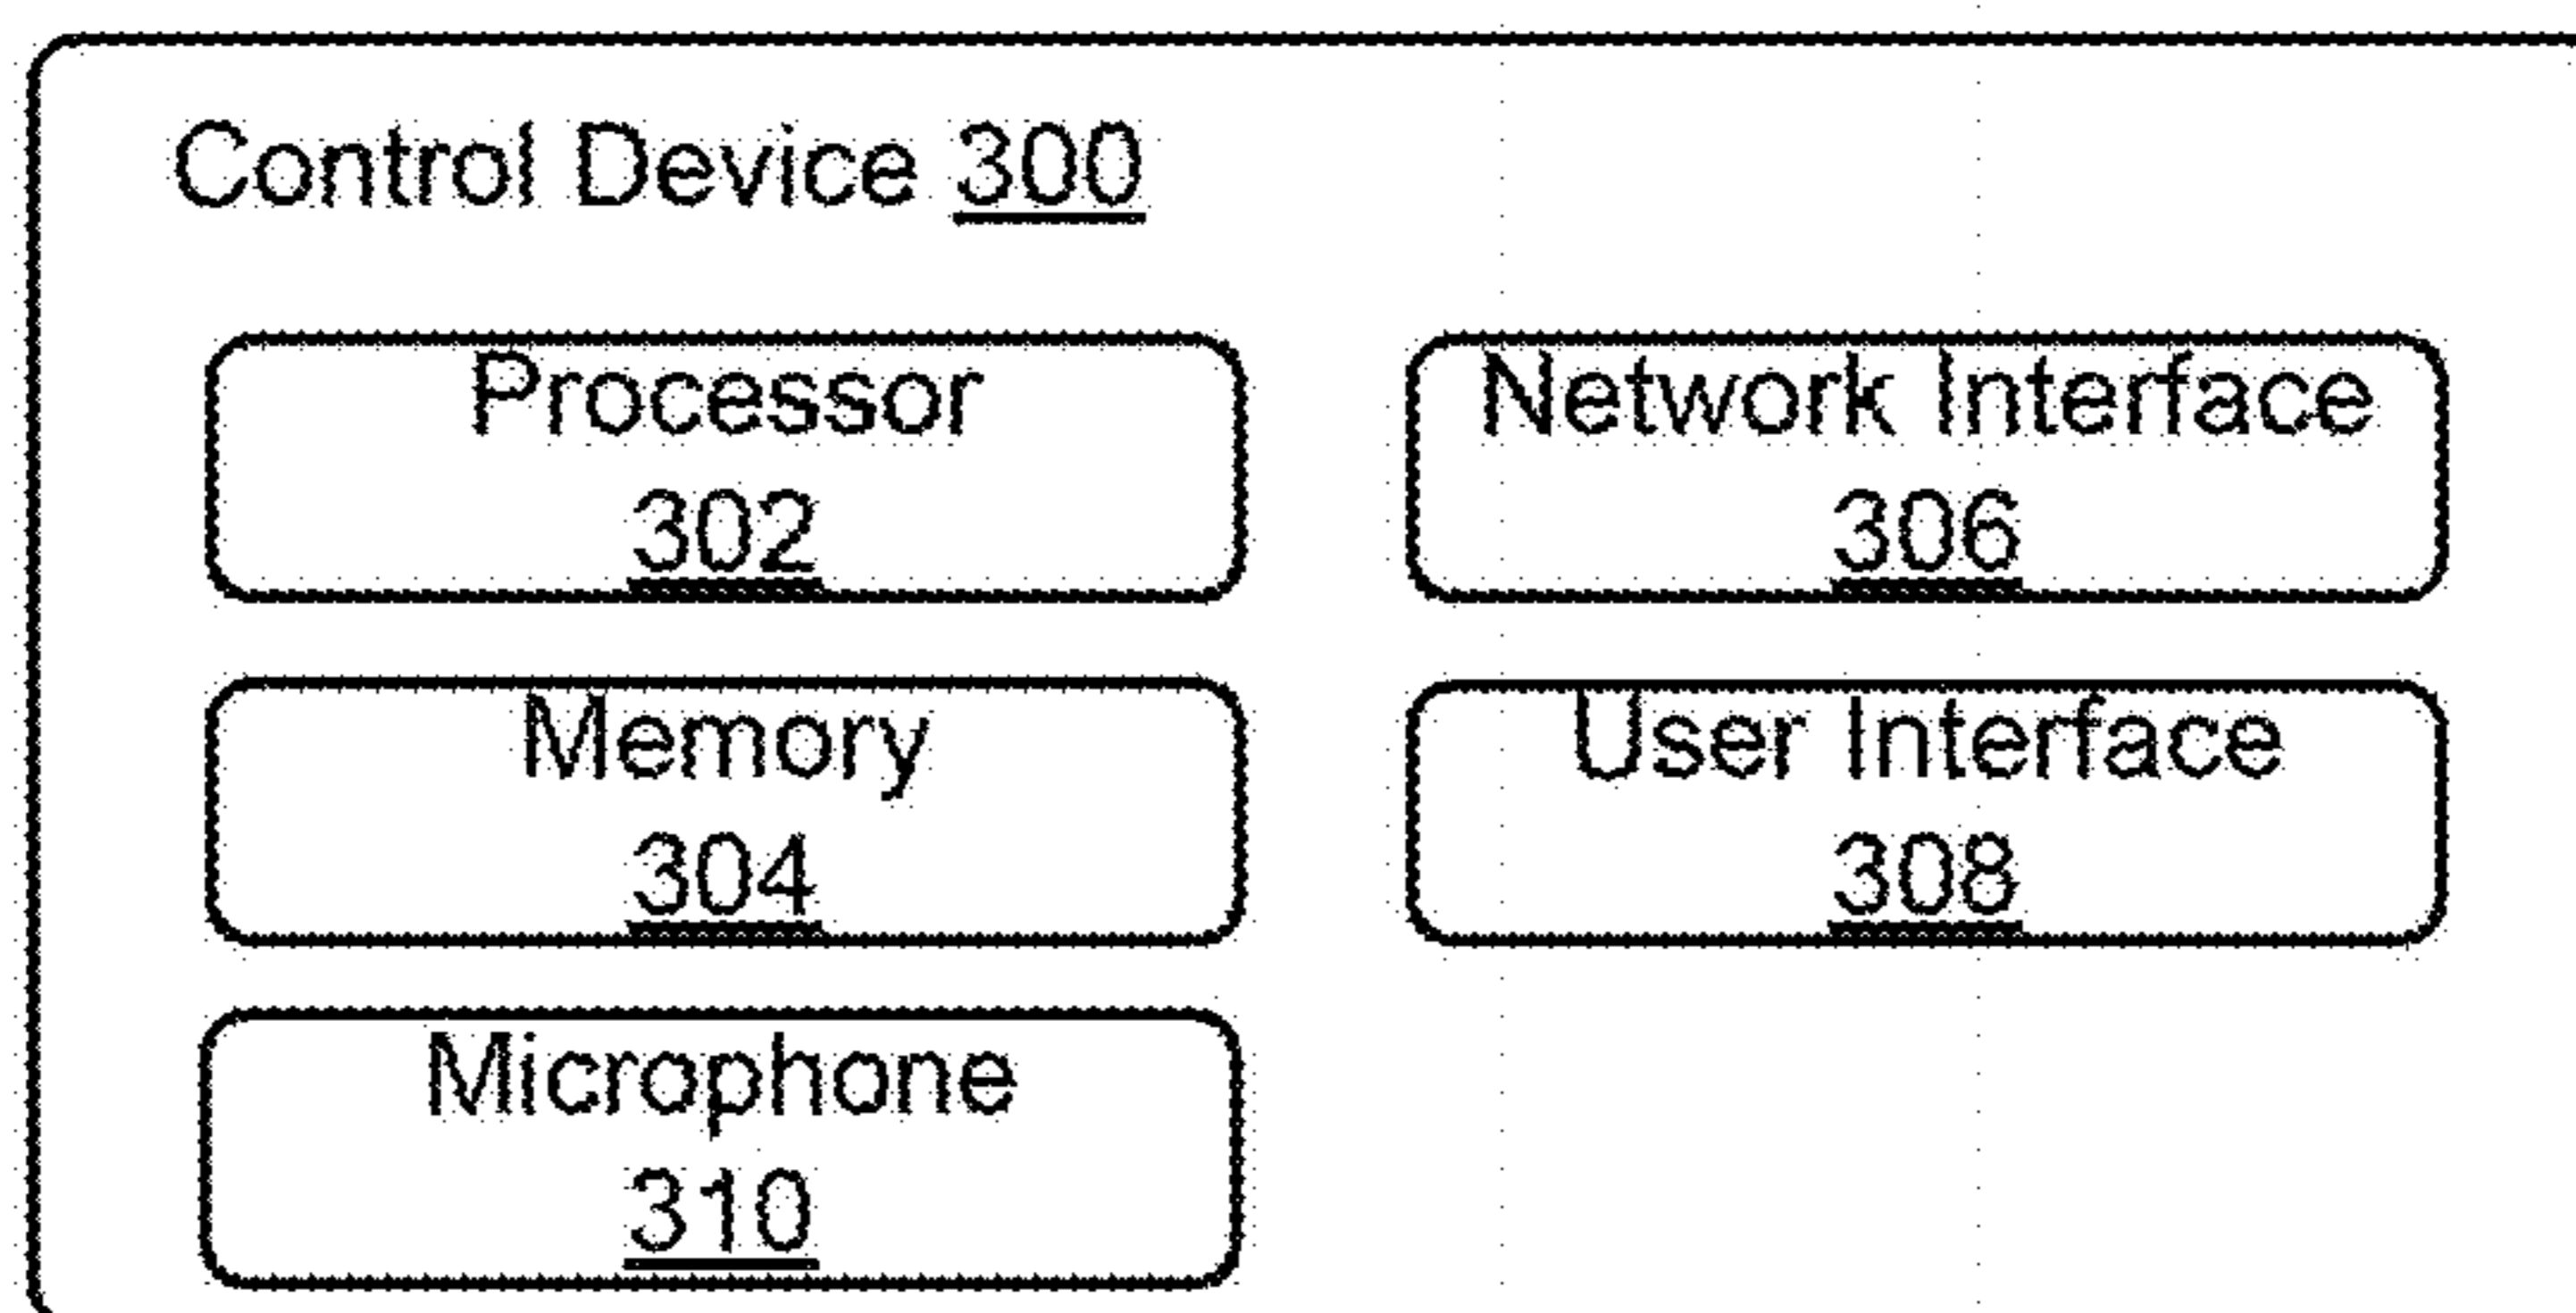 Control Device 300
Processor
302
Network Interface
306
Memory
304
User Interface
308
Microphone
310